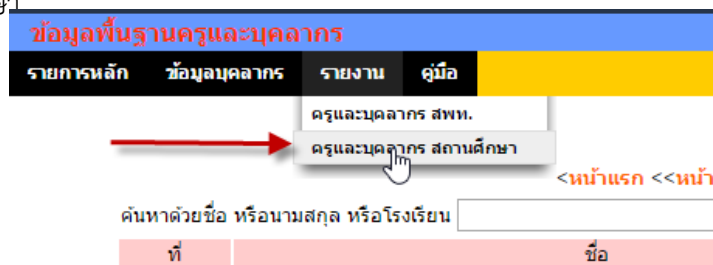 ข้อมูลพื้นฐานครูและบุคลากร
รายการหลัก ข้อมูลบุคลากร รายงาน คู่มือ
ครูและบุคลากร สพท.
ครูและบุคลากร สถานศึกษา
<หน้าแรก <<หน้า
ค้นหาด้วยชื่อ หรือนามสกุล หรือโรงเรียน
ที่ ชื่อ